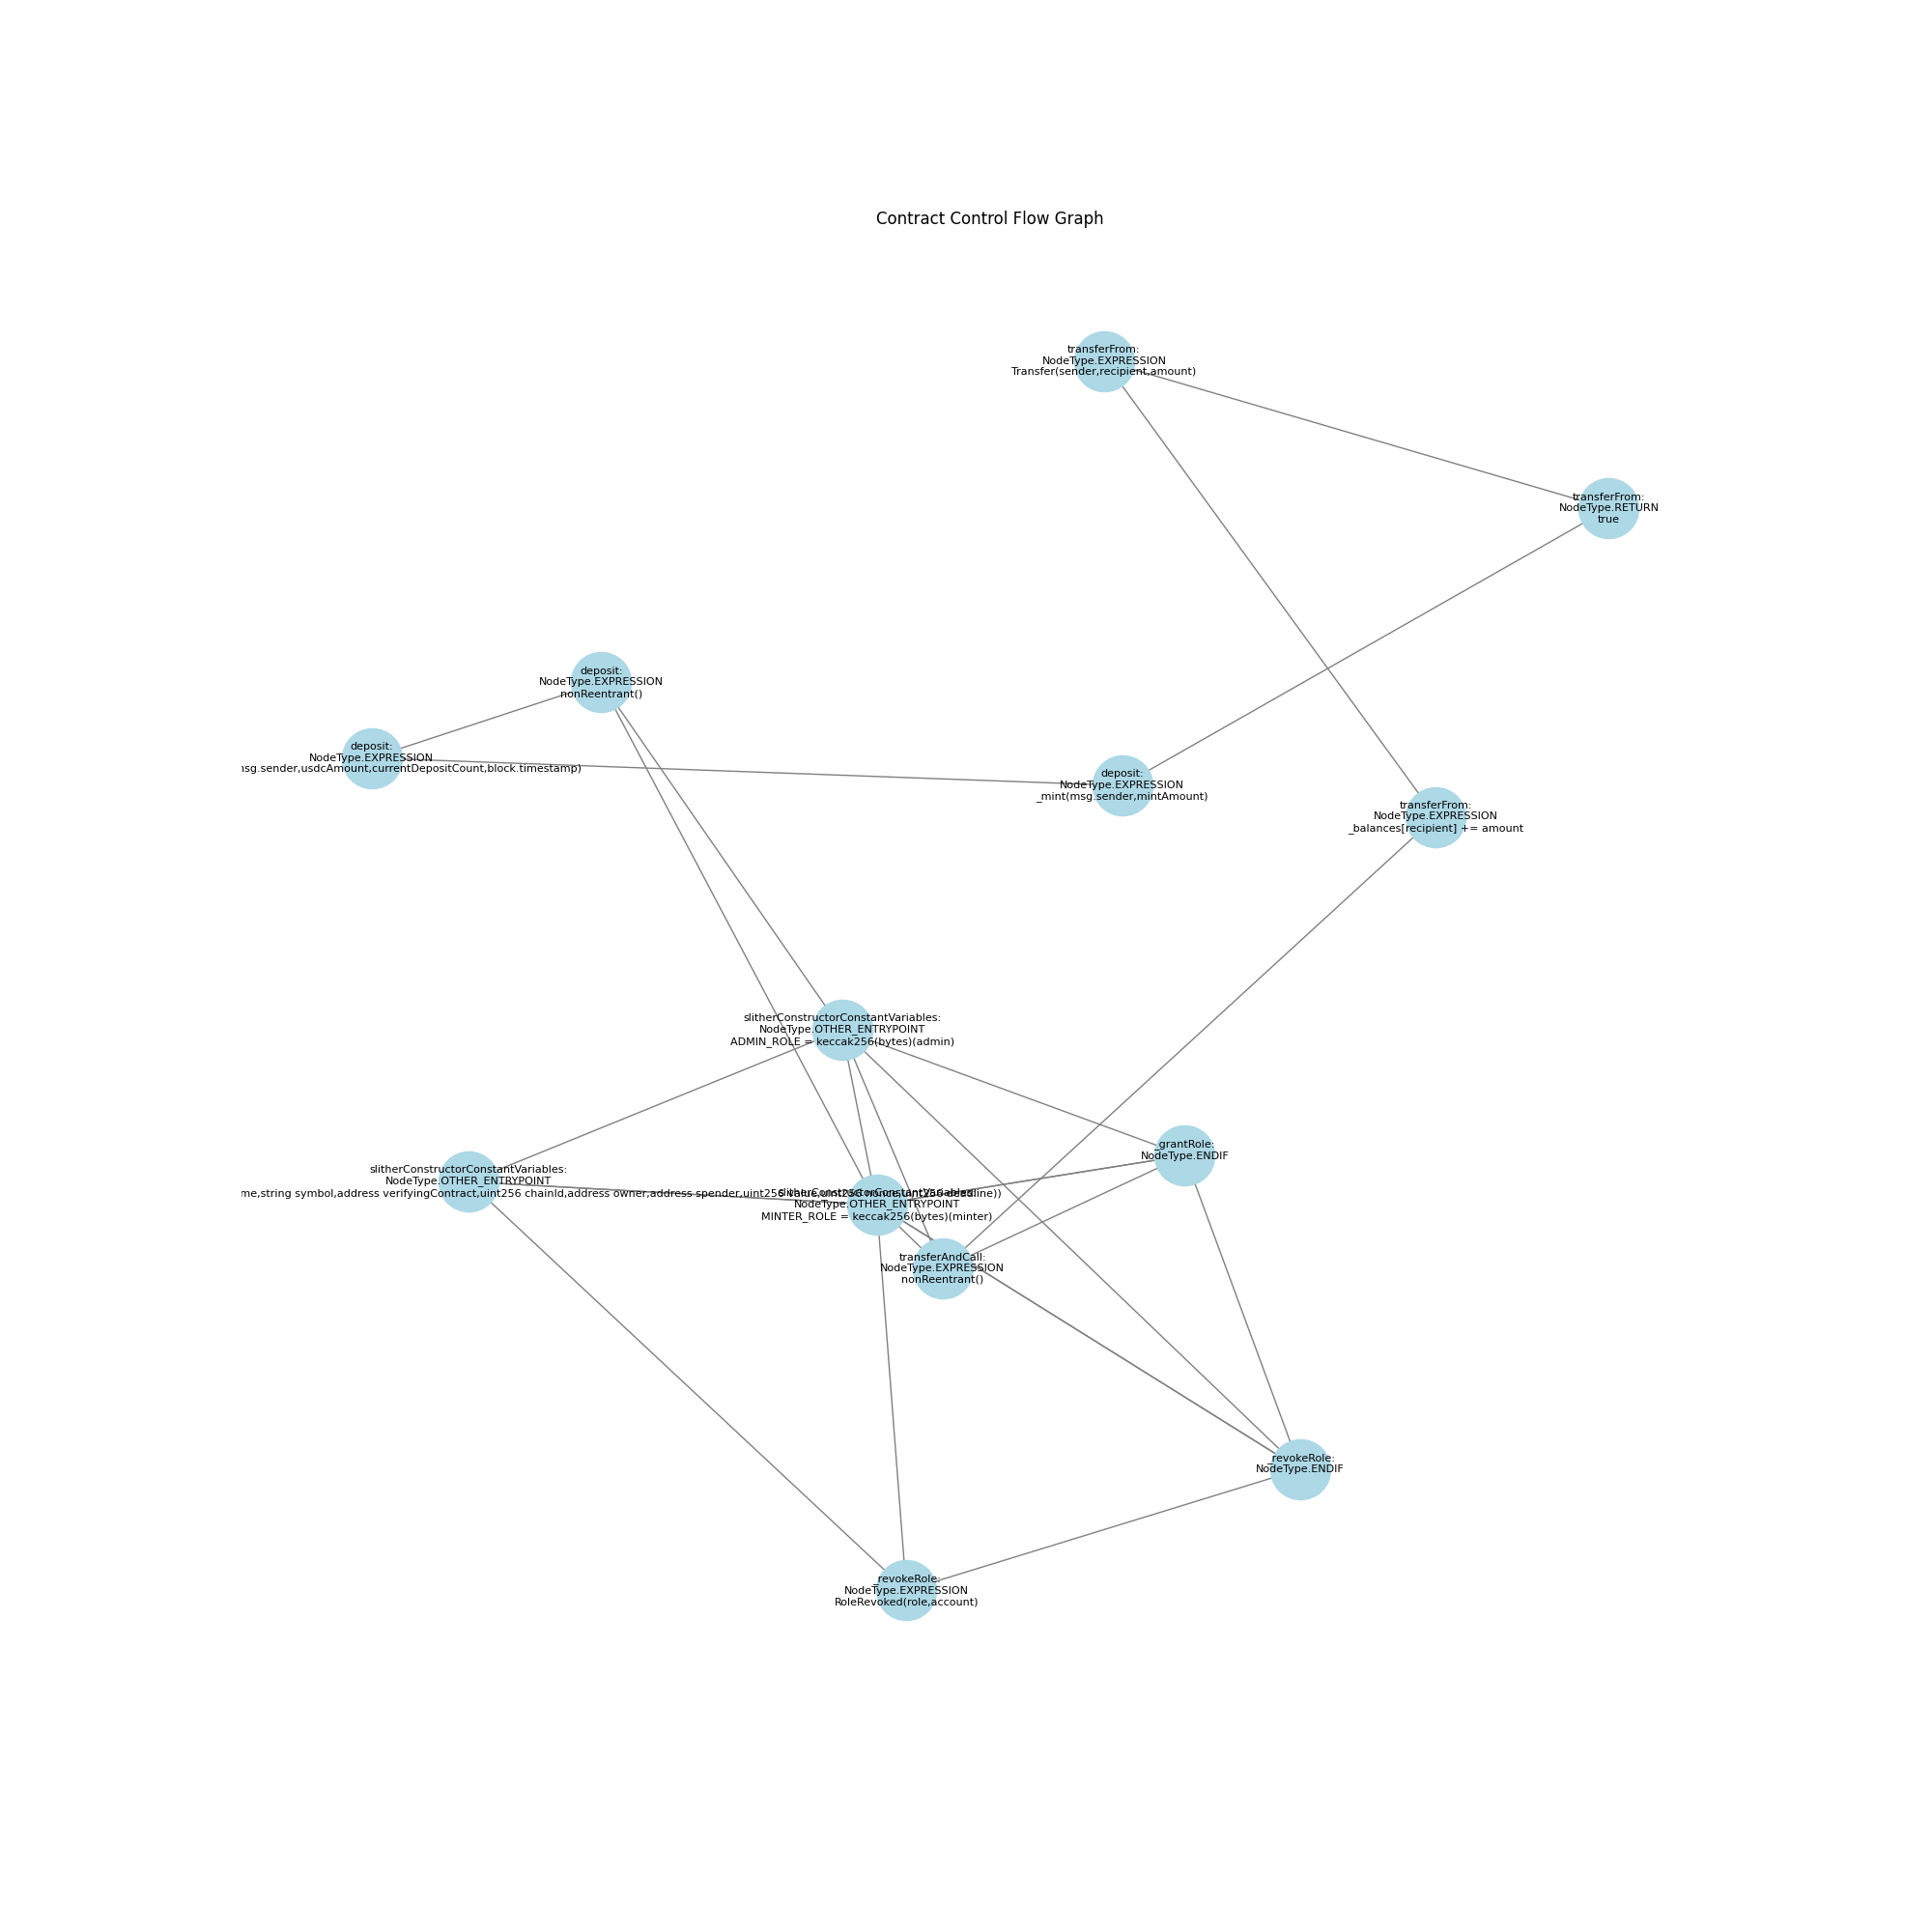 Contract Control Flow Graph
transferFrom:
NodeType.EXPRESSION
Transfer(sender,recipient,amount)
transferFrom:
NodeType.RETURN
true
deposit:
NodeType.EXPRESSION
nonReentrant()
deposit:
NodeType.EXPRESSION
msg.sender,usdcAmount,currentDepositCount,block.timestamp)
deposit:
NodeType.EXPRESSION
_mint(msg.sender,mintAmount)
transferFrom:
NodeType.EXPRESSION
_balances[recipient] += amount
slitherConstructorConstantVariables:
NodeType.OTHER_ENTRYPOINT
ADMIN_ROLE = keccak256(bytes)(admin)
_grantRole:
NodeType.ENDIF
slitherConstructorConstantVariables:
NodeType.OTHER_ENTRYPOINT
me,string symbol,address verifyingContract,uint256 chainId,address owner,address spender,uint256 value,uint256 nonce,uint256 deadline))
slitherConstructorConstantVariables:
NodeType.OTHER_ENTRYPOINT
MINTER_ROLE = keccak256(bytes)(minter)
transferAndCall:
NodeType.EXPRESSION
nonReentrant()
_revokeRole:
NodeType.ENDIF
_revokeRole:
NodeType.EXPRESSION
RoleRevoked(role,account)